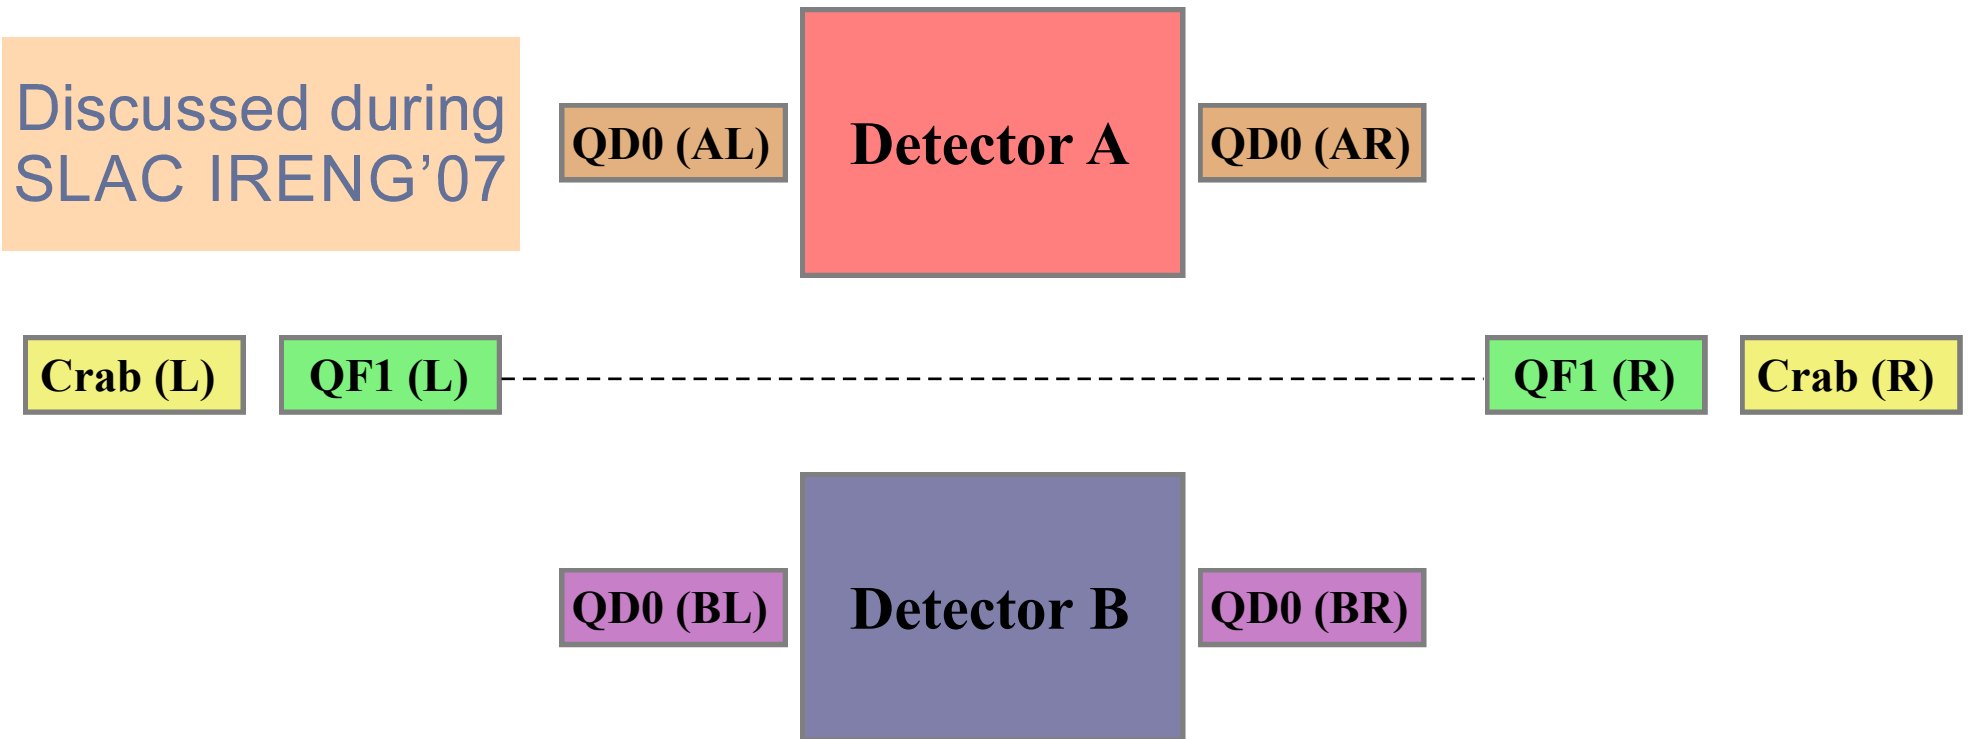 Discussed during
SLAC IRENG’07
QD0 (AL)
Detector A
QD0 (AR)
Crab (L)
QF1 (L)
QF1 (R)
Crab (R)
QD0 (BL)
Detector B
QD0 (BR)